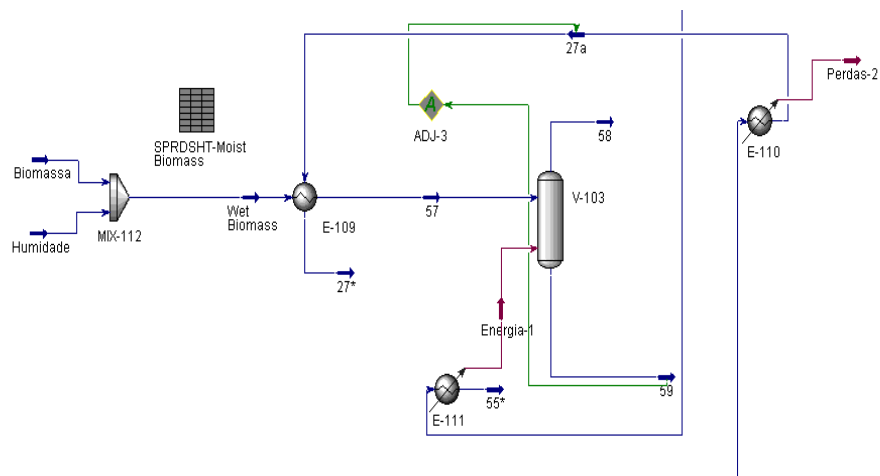 27a
Perdas-2
A
ADJ-3
E-110
58
SPRDSHT-Moist
Biomass
Biomassa
V-103
Wet
Biomass
E-109
57
MIX-112
Humidade
27*
Energia-1
55*
59
E-111